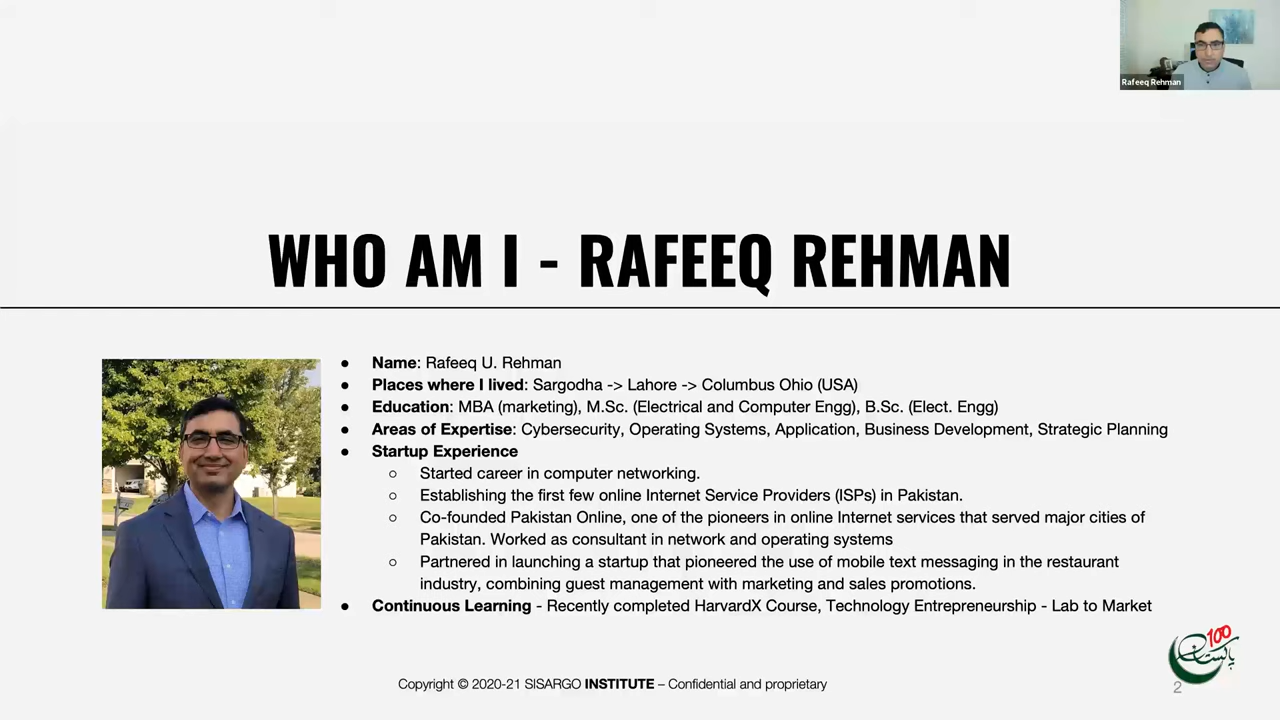 Rafeeq Rehman
WHO AM I - RAFEEQ REHMAN
● Name: Rafeeq U. Rehman
● Places where I lived: Sargodha -> Lahore -> Columbus Ohio (USA)
● Education: MBA (marketing), M.Sc. (Electrical and Computer Engg), B.Sc. (Elect. Engg)
● Areas of Expertise: Cybersecurity, Operating Systems, Application, Business Development, Strategic Planning
● Startup Experience
○ Started career in computer networking.
○ Establishing the first few online Internet Service Providers (ISPs) in Pakistan.
○ Co-founded Pakistan Online, one of the pioneers in online Internet services that served major cities of
Pakistan. Worked as consultant in network and operating systems
○ Partnered in launching a startup that pioneered the use of mobile text messaging in the restaurant
industry, combining guest management with marketing and sales promotions.
● Continuous Learning - Recently completed HarvardX Course, Technology Entrepreneurship - Lab to Market
100
پاکستان
Copyright © 2020-21 SISARGO INSTITUTE – Confidential and proprietary
2